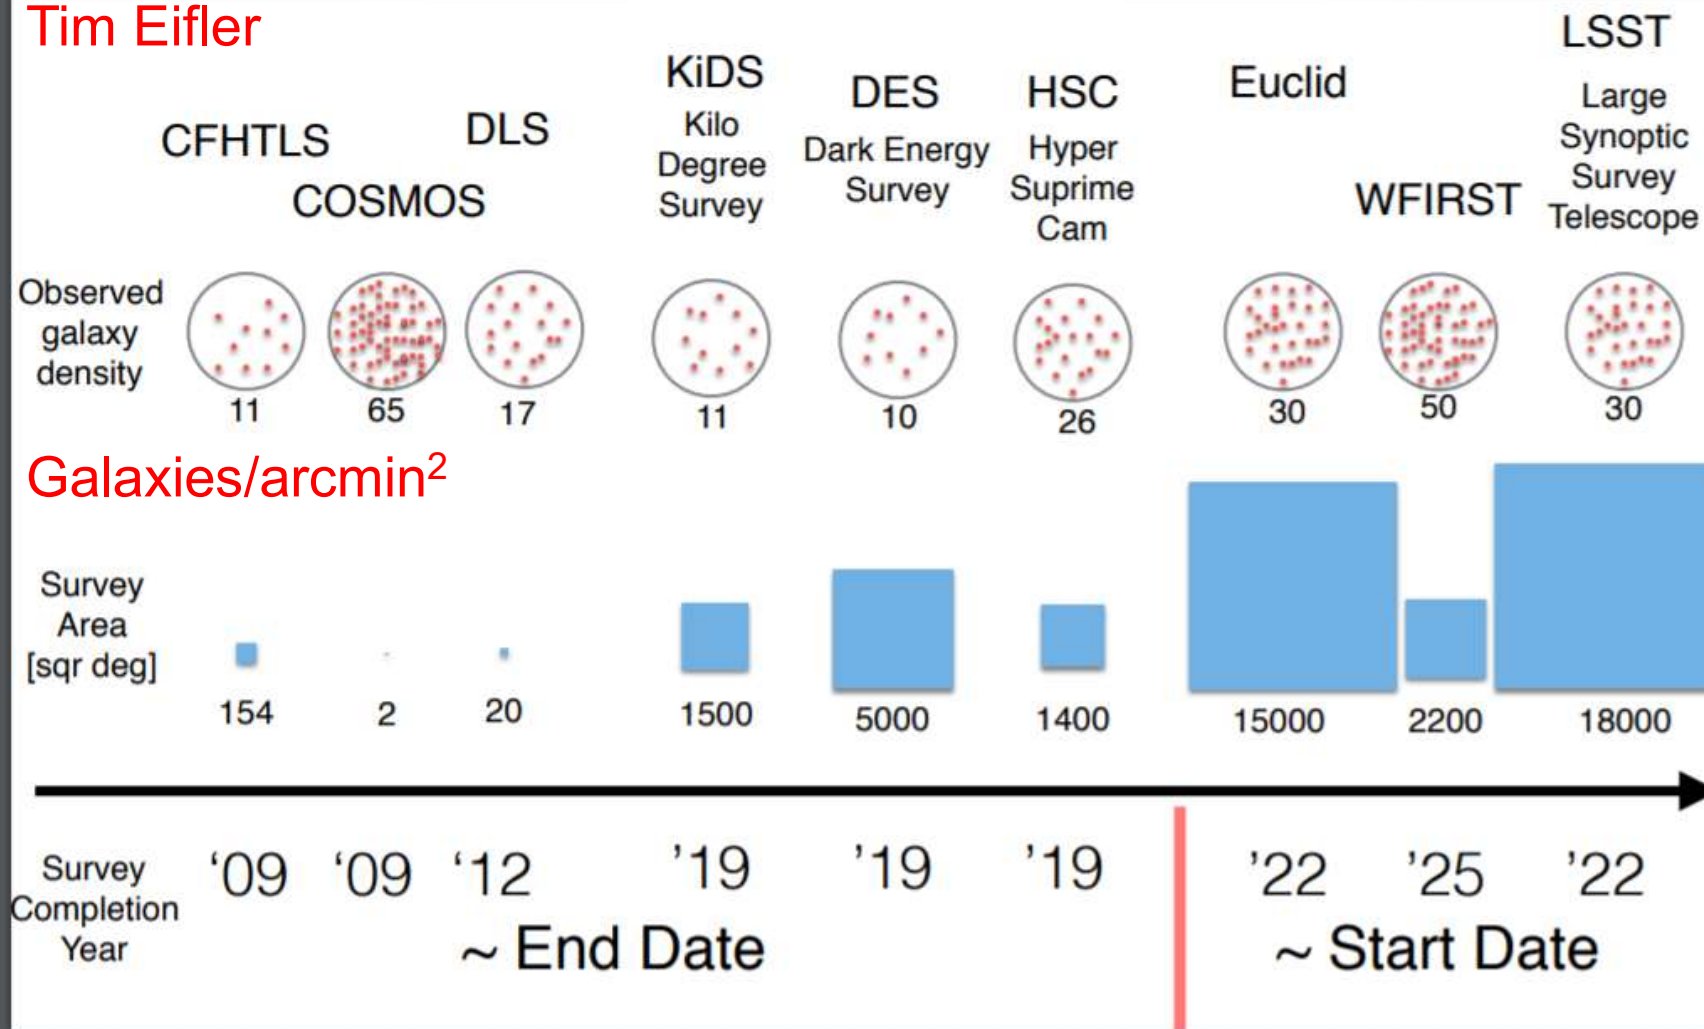 Tim Eifler
CFHTLS
COSMOS
DLS
KiDS
Kilo
Degree
Survey
DES
Dark Energy
Survey
HSC
Hyper
Suprime
Cam
Euclid
WFIRST
LSST
Large
Synoptic
Survey
Telescope
Observed
galaxy
density
11 65 17 11 10 26 30 50 30
Galaxies/arcmin²
Survey
Area
[sqr deg]
154 2 20 1500 5000 1400 15000 2200 18000
Survey
Completion
Year
‘09 ‘09 ‘12 ’19 ’19 ’19 ’22 ’25 ’22
~ End Date ~ Start Date